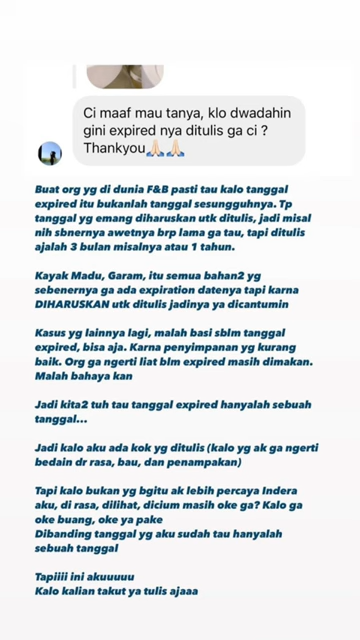 Ci maaf mau tanya, klo dwadahin
gini expired nya ditulis ga ci ?
Thankyou🙏🏻🙏🏻
Buat org yg di dunia F&B pasti tau kalo tanggal
expired itu bukanlah tanggal sesungguhnya. Tp
tanggal yg emang diharuskan utk ditulis, jadi misal
nih sbnernya awetnya brp lama ga tau, tapi ditulis
ajalah 3 bulan misalnya atau 1 tahun.
Kayak Madu, Garam, itu semua bahan2 yg
sebenernya ga ada expiration datenya tapi karna
DIHARUSKAN utk ditulis jadinya ya dicantumin
Kasus yg lainnya lagi, malah basi sblm tanggal
expired, bisa aja. Karna penyimpanan yg kurang
baik. Org ga ngerti liat blm expired masih dimakan.
Malah bahaya kan
Jadi kita2 tuh tau tanggal expired hanyalah sebuah
tanggal...
Jadi kalo aku ada kok yg ditulis (kalo yg ak ga ngerti
bedain dr rasa, bau, dan penampakan)
Tapi kalo bukan yg bgitu ak lebih percaya Indera
aku, di rasa, dilihat, dicium masih oke ga? Kalo ga
oke buang, oke ya pake
Dibanding tanggal yg aku sudah tau hanyalah
sebuah tanggal
Tapiiii ini akuuuuu
Kalo kalian takut ya tulis ajaaa